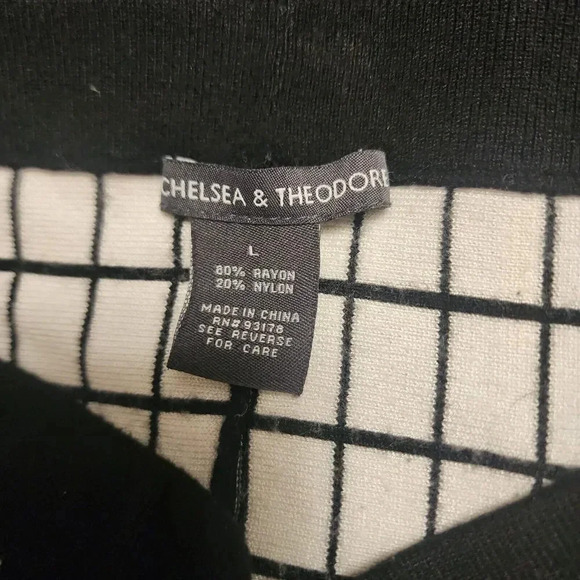 CHELSEA & THEODORE
L
80% RAYON
20% NYLON
MADE IN CHINA
RN# 93178
SEE REVERSE
FOR CARE